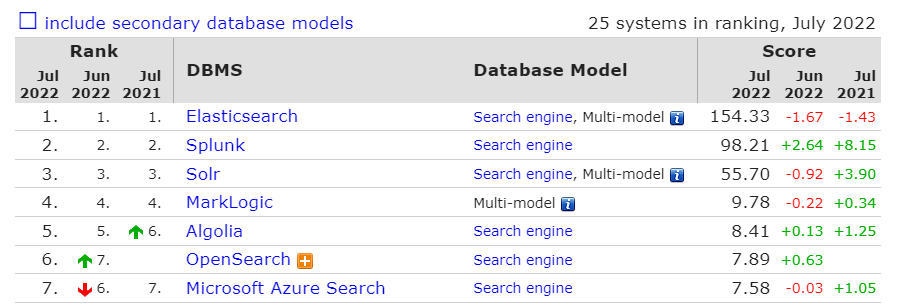 include secondary database models 25 systems in ranking, July 2022
Rank DBMS Database Model Score
Jul 2022 Jun 2022 Jul 2021 Jul 2022 Jun 2022 Jul 2021
1. 1. 1. Elasticsearch Search engine, Multi-model 154.33 -1.67 -1.43
2. 2. 2. Splunk Search engine 98.21 +2.64 +8.15
3. 3. 3. Solr Search engine, Multi-model 55.70 -0.92 +3.90
4. 4. 4. MarkLogic Multi-model 9.78 -0.22 +0.34
5. 5. 6. Algolia Search engine 8.41 +0.13 +1.25
6. 7. OpenSearch Search engine 7.89 +0.63
7. 6. 7. Microsoft Azure Search Search engine 7.58 -0.03 +1.05